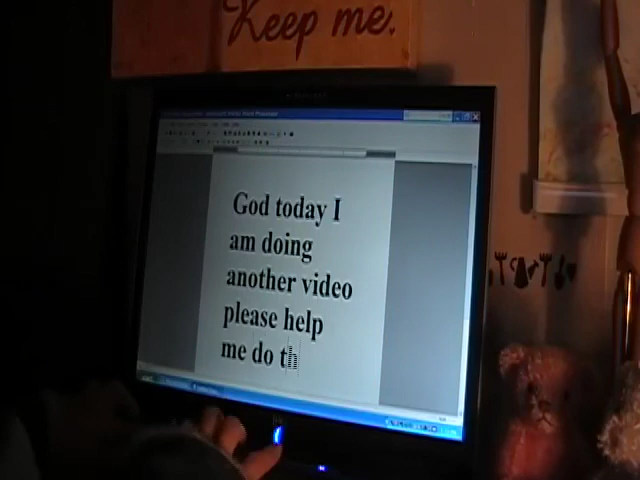 Keep me.
God today I
am doing
another video
please help
me do th